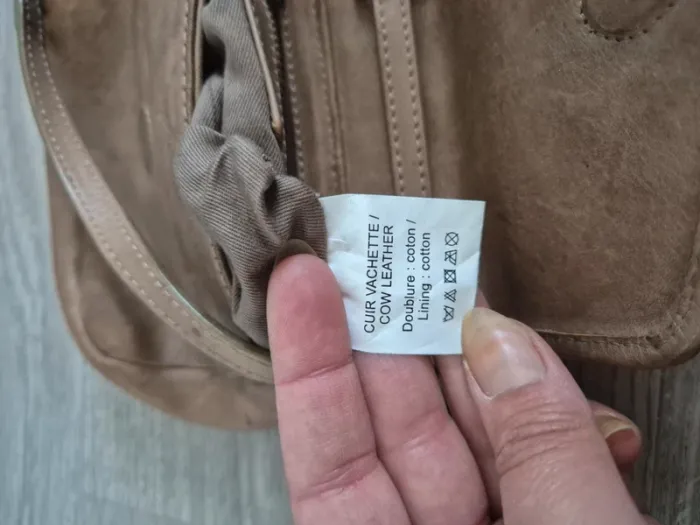 CUIR VACHETTE /
COW LEATHER
Doublure : coton /
Lining : cotton